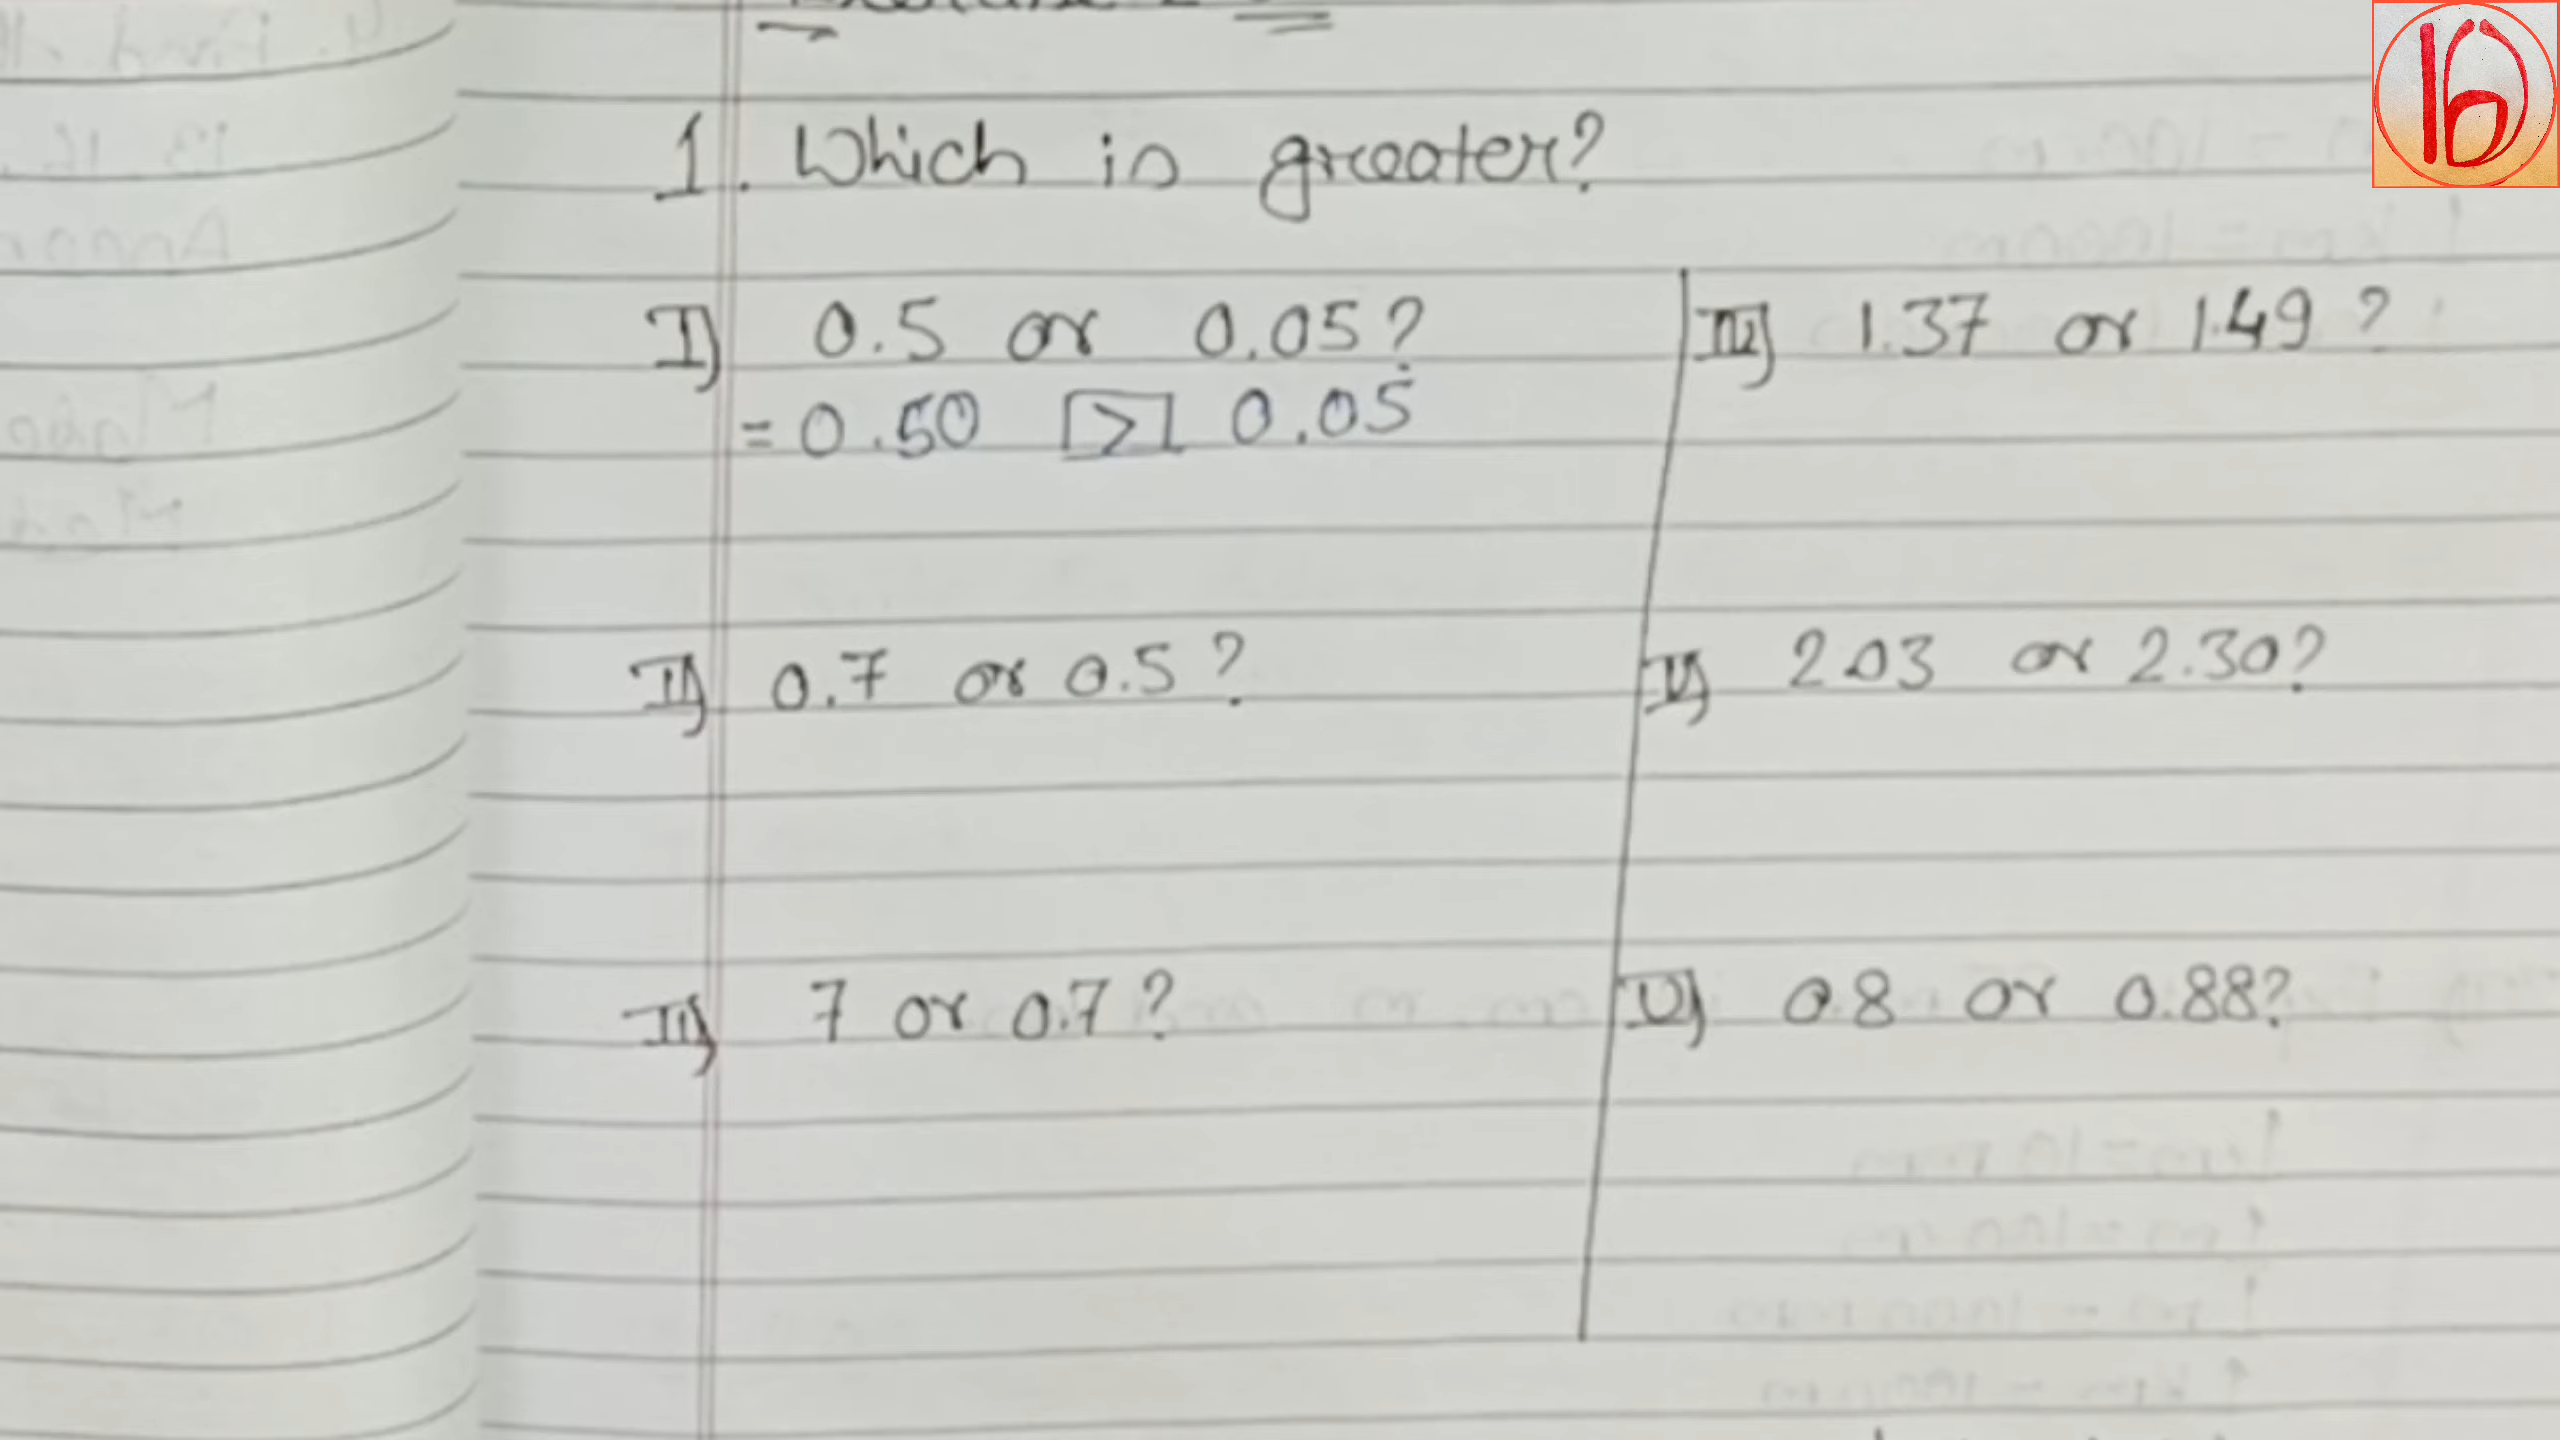 1. Which is greater?
I) 0.5 or 0.05?
= 0.50 > 0.05
II) 0.7 or 0.5?
III) 7 or 0.7?
1.37 or 1.49?
2.03 or 2.30?
0.8 or 0.88?